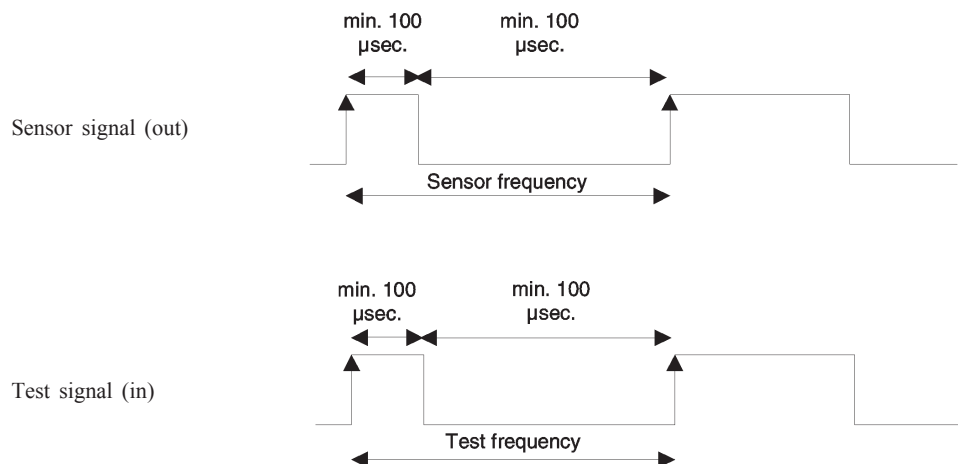 min. 100
µsec.
min. 100
µsec.
Sensor signal (out)
Sensor frequency
min. 100
µsec.
min. 100
µsec.
Test signal (in)
Test frequency